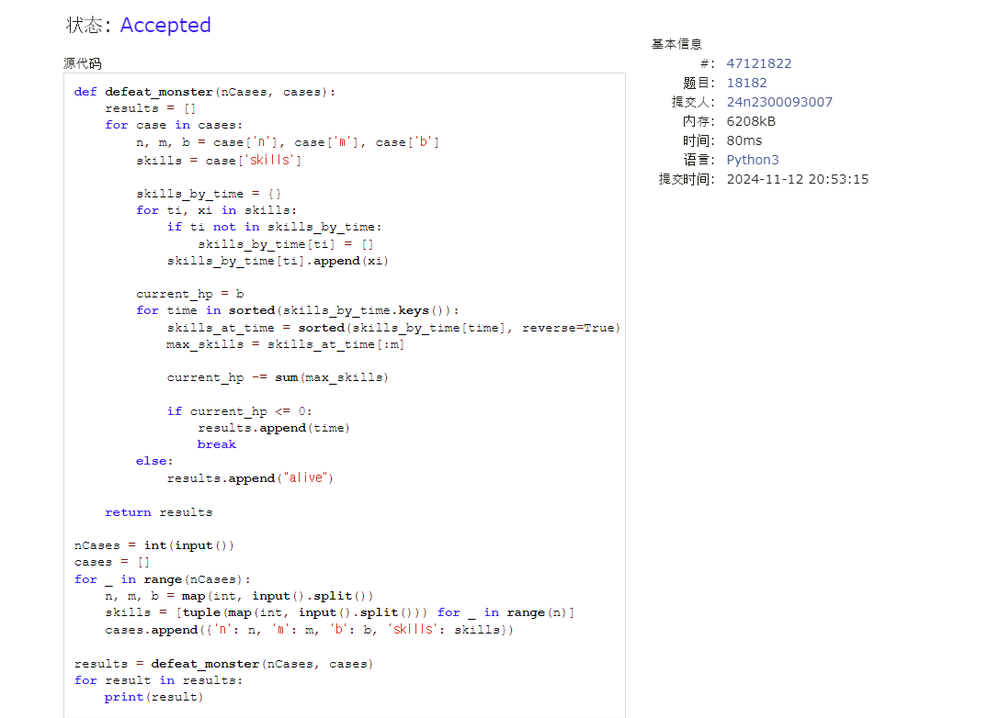 状态: Accepted
源代码
def defeat_monster(nCases, cases):
    results = []
    for case in cases:
        n, m, b = case['n'], case['m'], case['b']
        skills = case['skills']

        skills_by_time = {}
        for ti, xi in skills:
            if ti not in skills_by_time:
                skills_by_time[ti] = []
            skills_by_time[ti].append(xi)

        current_hp = b
        for time in sorted(skills_by_time.keys()):
            skills_at_time = sorted(skills_by_time[time], reverse=True)
            max_skills = skills_at_time[:m]

            current_hp -= sum(max_skills)

            if current_hp <= 0:
                results.append(time)
                break
        else:
            results.append("alive")

    return results

nCases = int(input())
cases = []
for _ in range(nCases):
    n, m, b = map(int, input().split())
    skills = [tuple(map(int, input().split())) for _ in range(n)]
    cases.append({'n': n, 'm': m, 'b': b, 'skills': skills})

results = defeat_monster(nCases, cases)
for result in results:
    print(result)
基本信息
#: 47121822
题目: 18182
提交人: 24n2300093007
内存: 6208kB
时间: 80ms
语言: Python3
提交时间: 2024-11-12 20:53:15